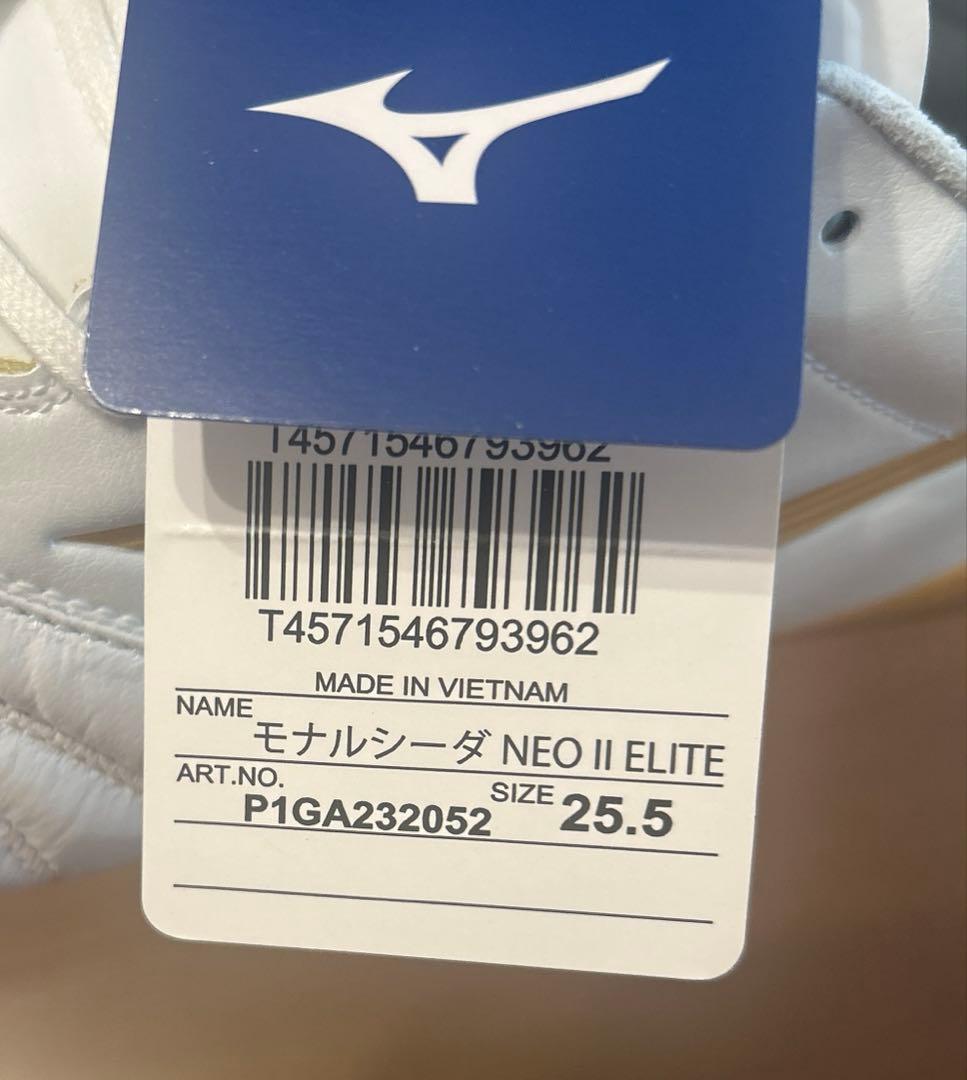 T4571546793962
T4571546793962
MADE IN VIETNAM
NAME
モナルシーダ NEO II ELITE
ART.NO.
P1GA232052
SIZE 25.5